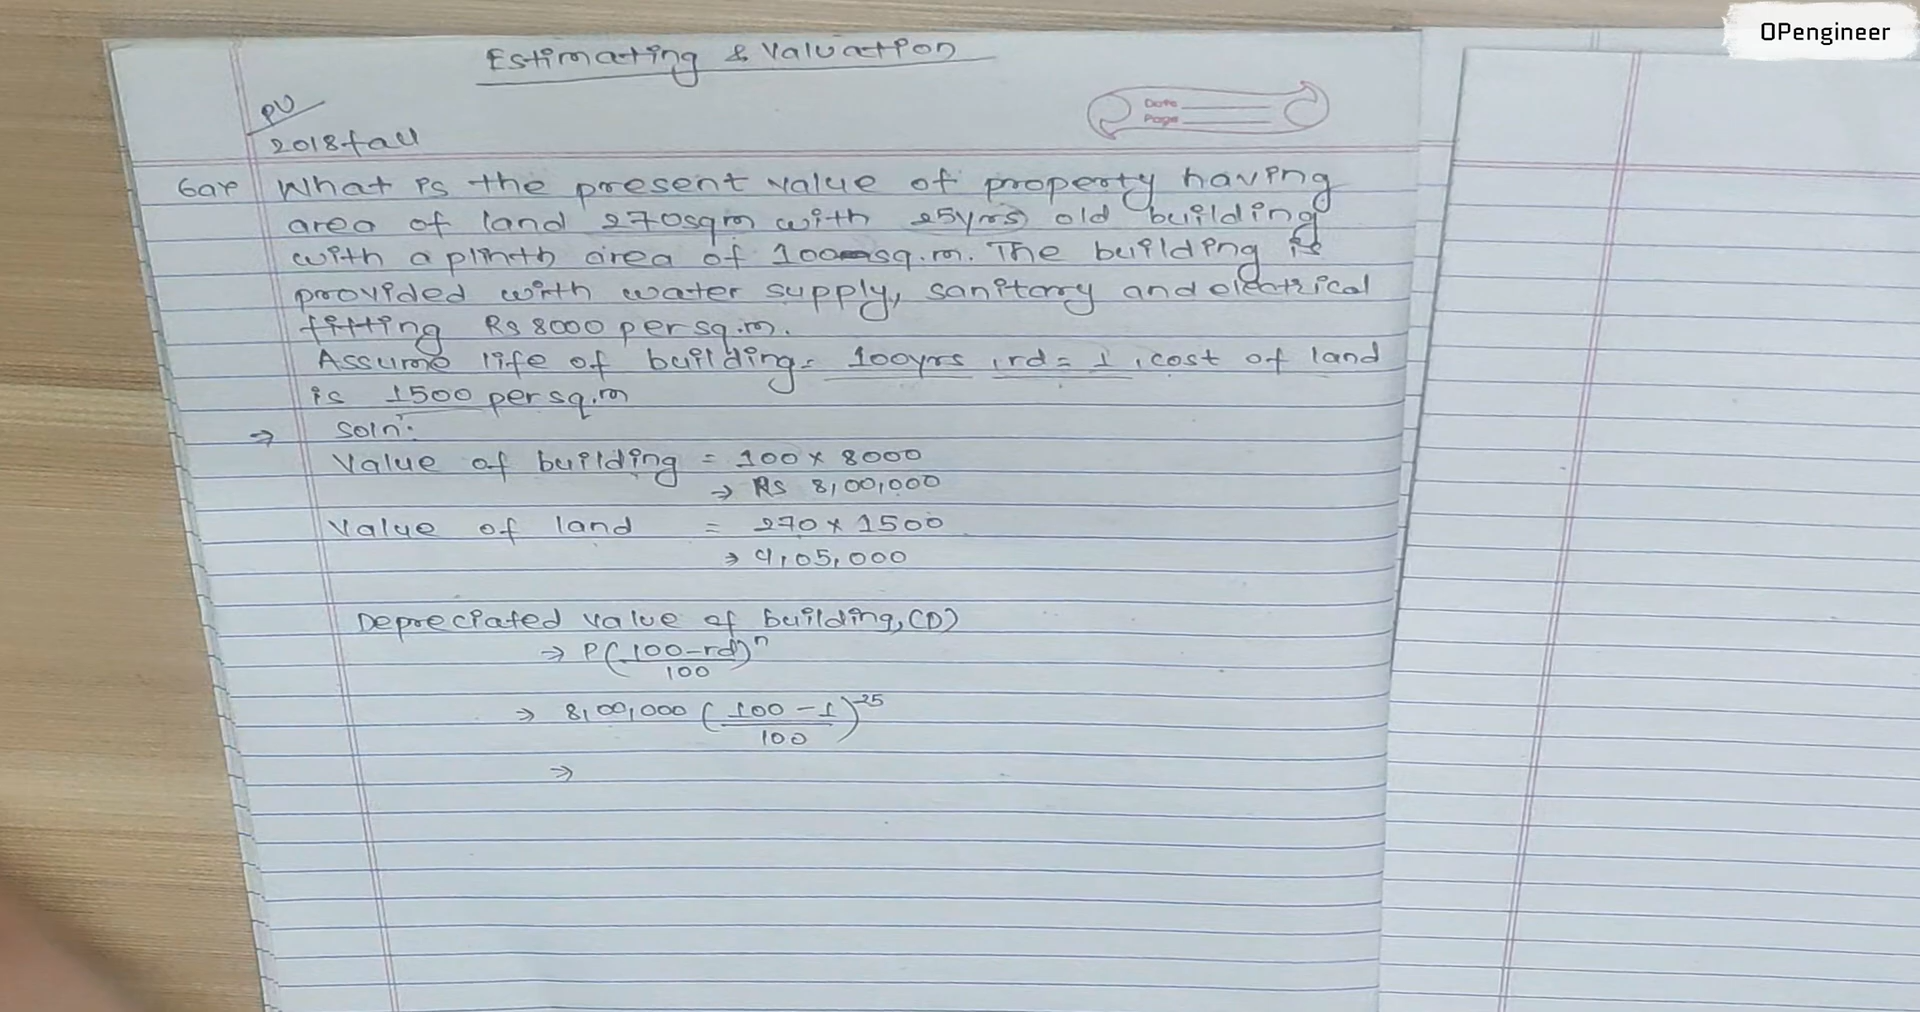 OPengineer
Estimating & Valuation
PU
2018 fall
Date
Page
6a> What is the present value of property having
area of land 270sqm with 25yrs old building
with a plinth area of 100 sq.m. The building is
provided with water supply, sanitary and electrical
fitting Rs 8000 per sq.m.
Assume life of building = 100yrs, rd = 1, cost of land
is 1500 per sq.m
⇒ Soln:
Value of building = 100 × 8000
⇒ Rs 8,00,000
Value of land = 270 × 1500
⇒ 4,05,000
Depreciated value of building, (D)
⇒ P(100-rd)^n
100
⇒ 8,00,000 (100 - 1)^25
100
⇒